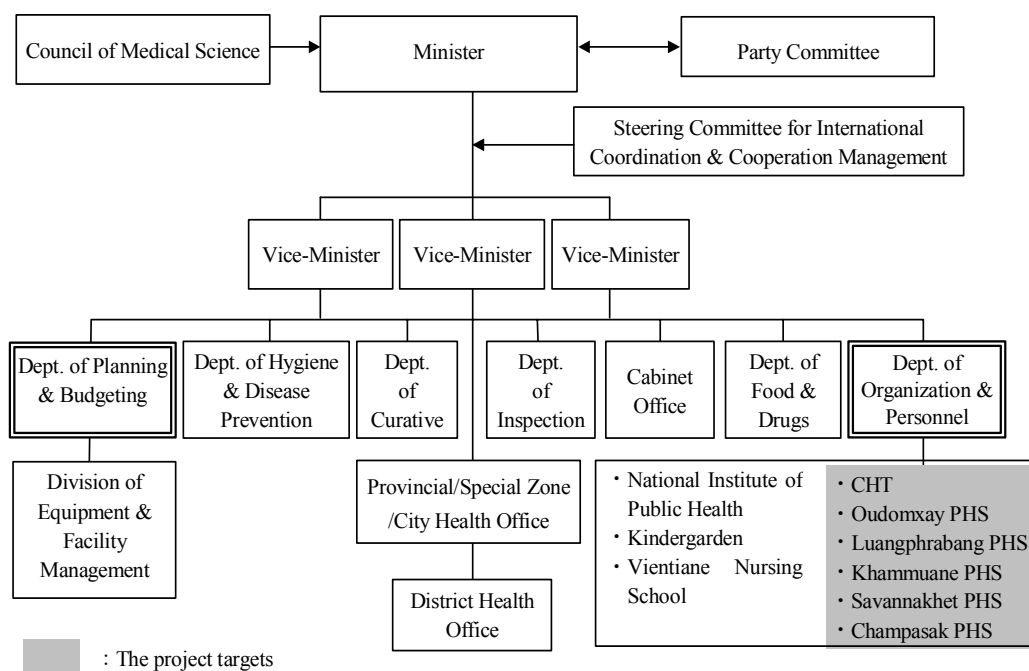 Council of Medical Science
Minister
Party Committee
Steering Committee for International
Coordination & Cooperation Management
Vice-Minister
Vice-Minister
Vice-Minister
Dept. of Planning
& Budgeting
Dept. of Hygiene
& Disease
Prevention
Dept.
of
Curative
Dept.
of
Inspection
Cabinet
Office
Dept. of
Food &
Drugs
Dept. of
Organization &
Personnel
Division of
Equipment &
Facility
Management
Provincial/Special Zone
/City Health Office
District Health
Office
・National Institute of
Public Health
・Kindergarden
・Vientiane Nursing
School
・CHT
・Oudomxay PHS
・Luangphrabang PHS
・Khammuane PHS
・Savannakhet PHS
・Champasak PHS
: The project targets